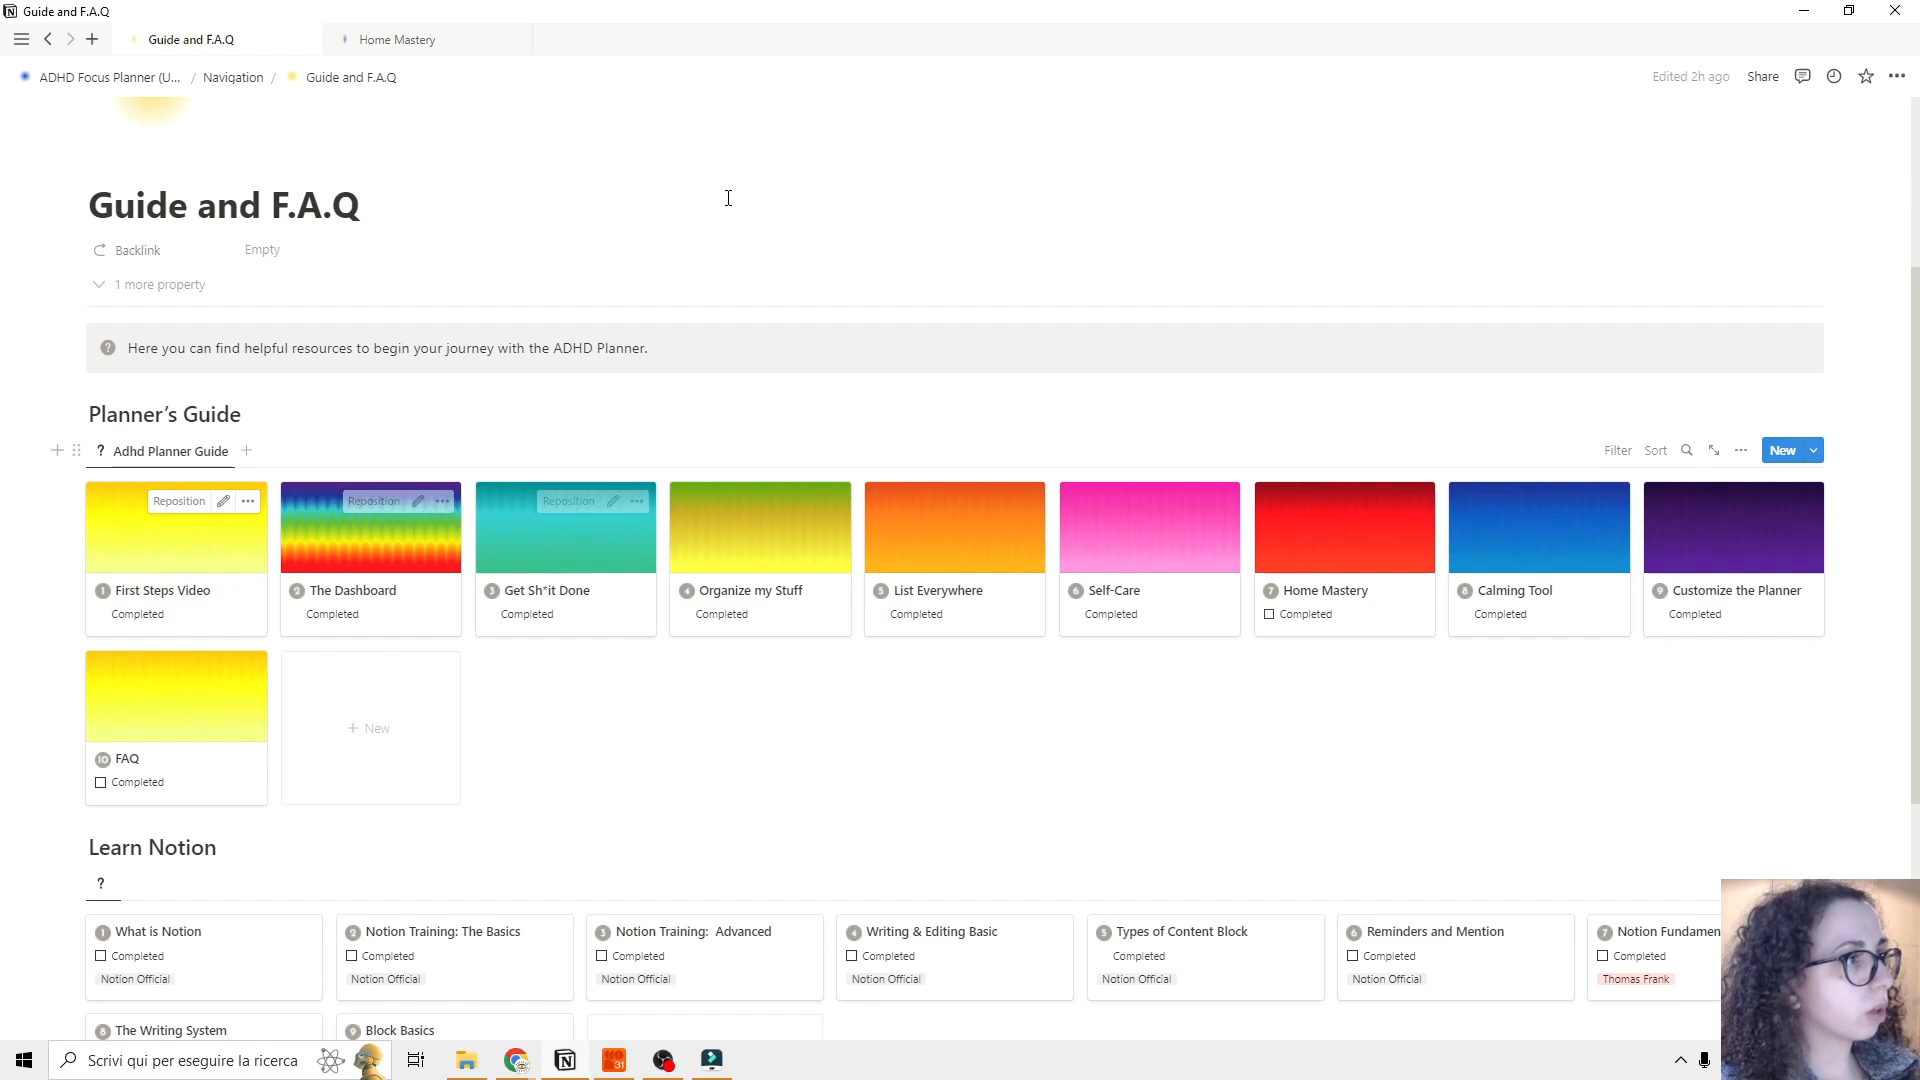 Guide and F.A.Q
Guide and F.A.Q
Home Mastery
ADHD Focus Planner (U... / Navigation / Guide and F.A.Q
Edited 2h ago Share
Guide and F.A.Q
Backlink Empty
1 more property
Here you can find helpful resources to begin your journey with the ADHD Planner.
Planner's Guide
? Adhd Planner Guide
Filter Sort New
Reposition
Reposition
Reposition
1 First Steps Video
Completed
2 The Dashboard
Completed
3 Get Sh*it Done
Completed
4 Organize my Stuff
Completed
5 List Everywhere
Completed
6 Self-Care
Completed
7 Home Mastery
Completed
8 Calming Tool
Completed
9 Customize the Planner
Completed
10 FAQ
Completed
+ New
Learn Notion
?
1 What is Notion
Completed
Notion Official
2 Notion Training: The Basics
Completed
Notion Official
3 Notion Training: Advanced
Completed
Notion Official
4 Writing & Editing Basic
Completed
Notion Official
5 Types of Content Block
Completed
Notion Official
6 Reminders and Mention
Completed
Notion Official
7 Notion Fundamen
Completed
Thomas Frank
8 The Writing System
9 Block Basics
Scrivi qui per eseguire la ricerca